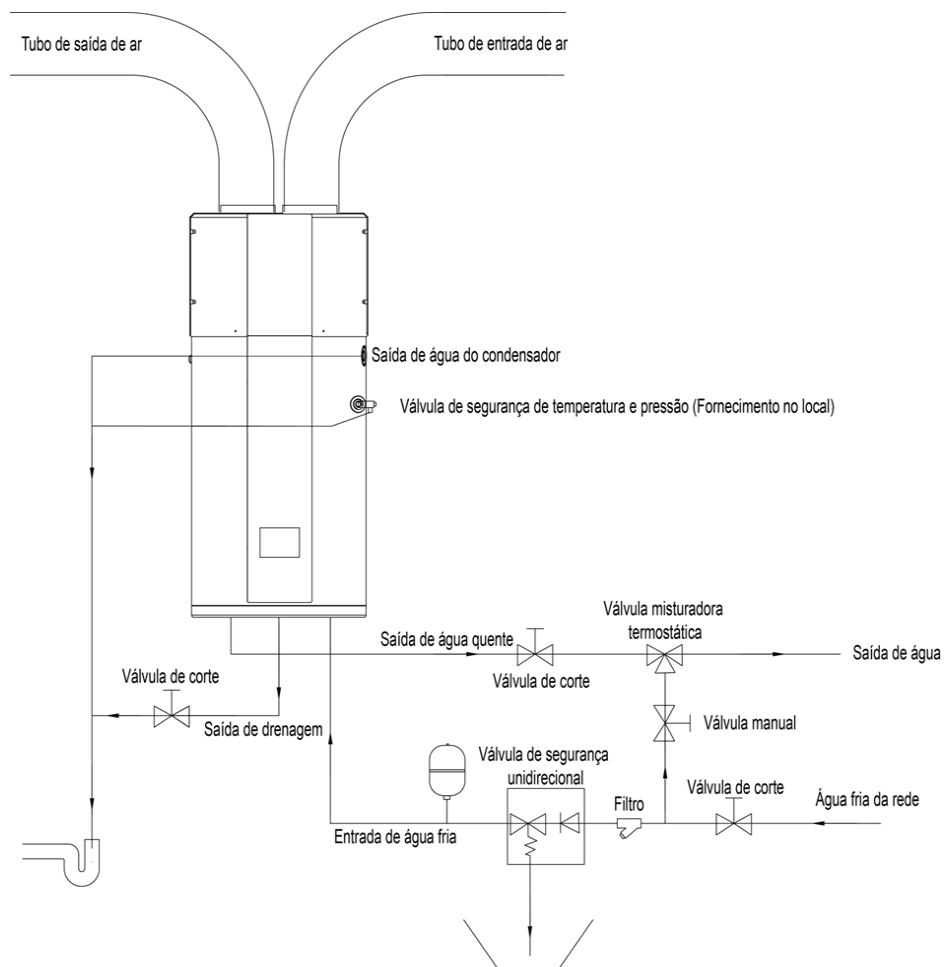 Tubo de saída de ar
Tubo de entrada de ar
Saída de água do condensador
Válvula de segurança de temperatura e pressão (Fornecimento no local)
Válvula misturadora
termostática
Saída de água quente
Saída de água
Válvula de corte
Válvula de corte
Saída de drenagem
Válvula manual
Válvula de segurança
unidirecional
Válvula de corte
Filtro
Água fria da rede
Entrada de água fria